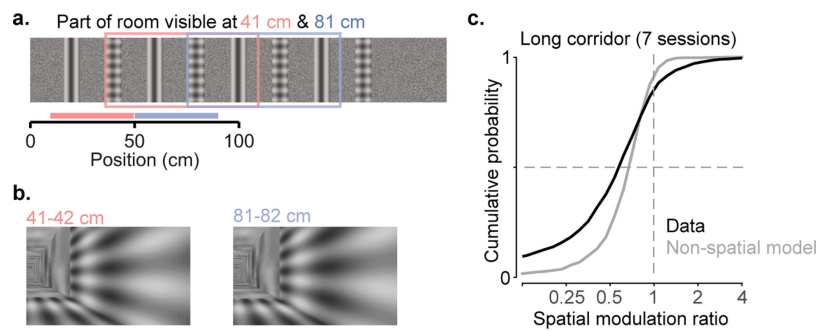 a.
Part of room visible at 41 cm & 81 cm
0 50 100
Position (cm)
b.
41-42 cm
81-82 cm
c.
Long corridor (7 sessions)
Cumulative probability
1
0
Data
Non-spatial model
0.25 0.5 1 2 4
Spatial modulation ratio